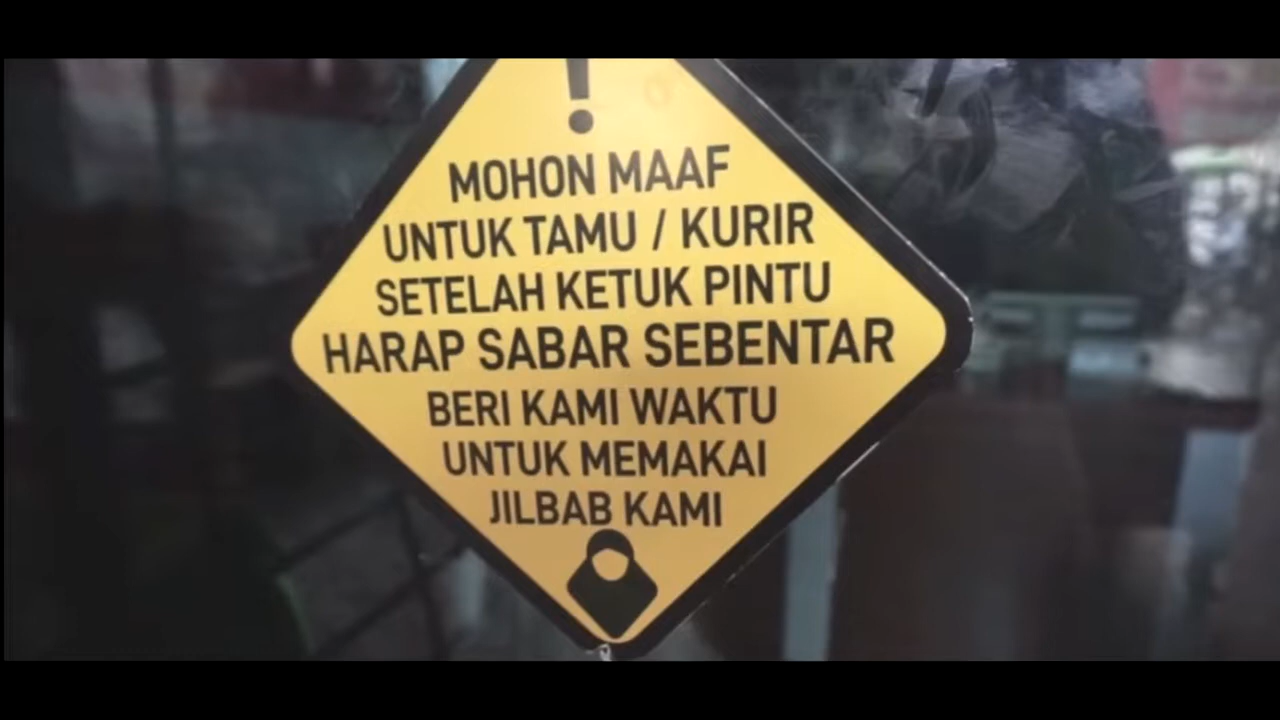 !
MOHON MAAF
UNTUK TAMU / KURIR
SETELAH KETUK PINTU
HARAP SABAR SEBENTAR
BERI KAMI WAKTU
UNTUK MEMAKAI
JILBAB KAMI